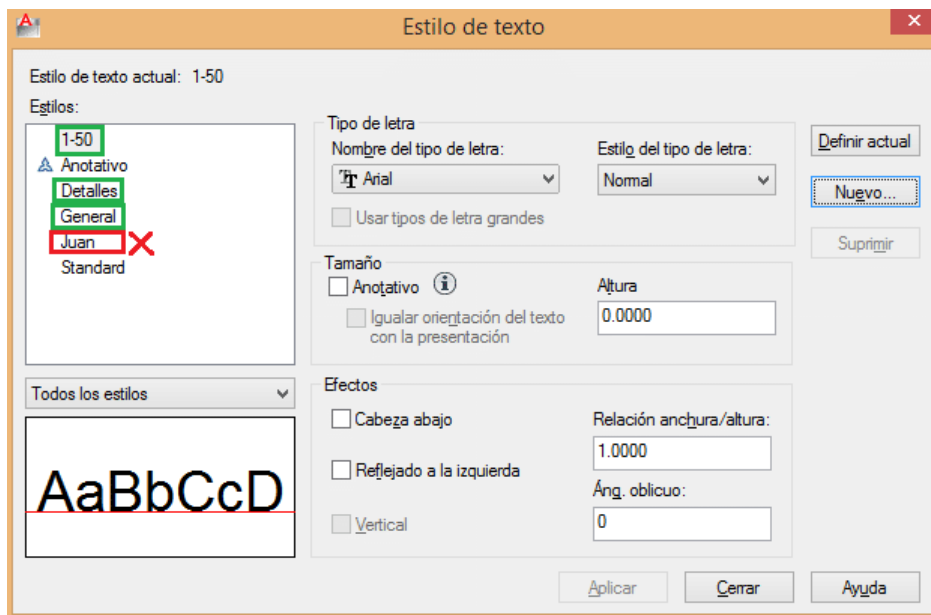 Estilo de texto
Estilo de texto actual: 1-50
Estilos:
1-50
Anotativo
Detalles
General
Juan
Standard
Todos los estilos
AaBbCcD
Tipo de letra
Nombre del tipo de letra:
Arial
Estilo del tipo de letra:
Normal
Usar tipos de letra grandes
Tamaño
Anotativo
Igualar orientación del texto
con la presentación
Altura
0.0000
Efectos
Cabeza abajo
Reflejado a la izquierda
Vertical
Relación anchura/altura:
1.0000
Áng. oblicuo:
0
Definir actual
Nuevo...
Suprimir
Aplicar
Cerrar
Ayuda